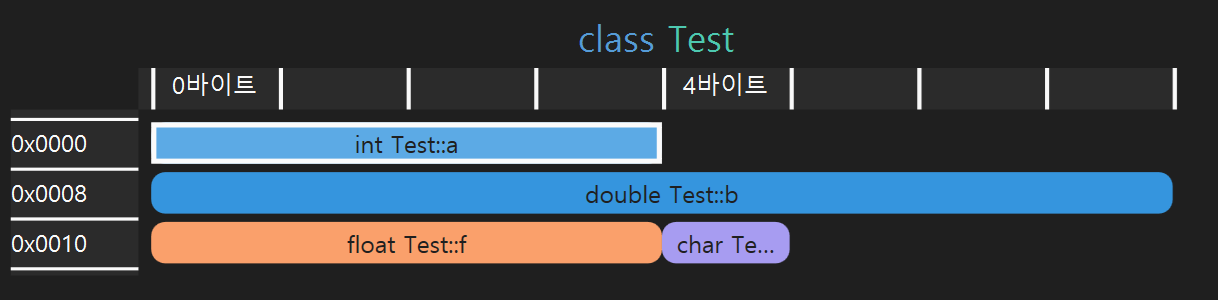 class Test
0바이트 4바이트
0x0000 int Test::a
0x0008 double Test::b
0x0010 float Test::f char Te...